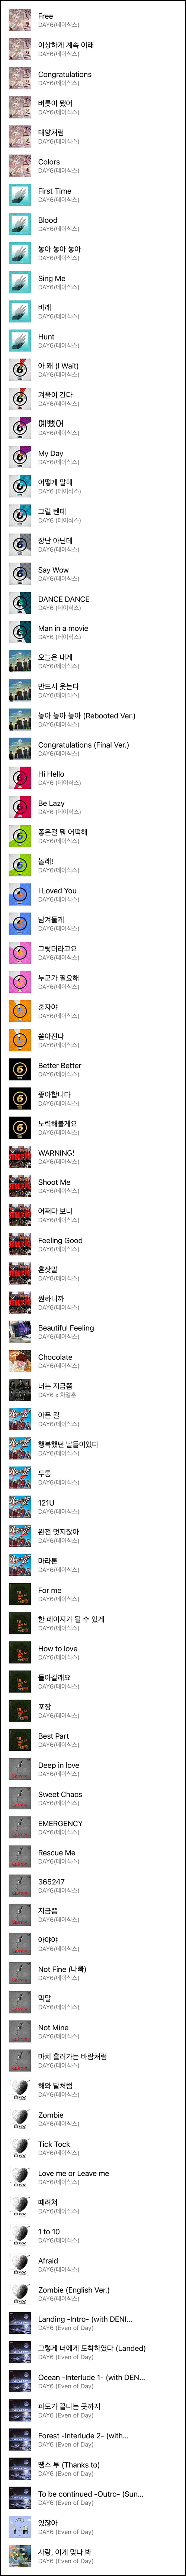 Free
DAY6(데이식스)
이상하게 계속 이래
DAY6(데이식스)
Congratulations
DAY6(데이식스)
버릇이 됐어
DAY6(데이식스)
태양처럼
DAY6(데이식스)
Colors
DAY6(데이식스)
First Time
DAY6(데이식스)
Blood
DAY6(데이식스)
놓아 놓아 놓아
DAY6(데이식스)
Sing Me
DAY6(데이식스)
바래
DAY6(데이식스)
Hunt
DAY6(데이식스)
아 왜 (I Wait)
DAY6(데이식스)
겨울이 간다
DAY6(데이식스)
예뻤어
DAY6(데이식스)
My Day
DAY6(데이식스)
어떻게 말해
DAY6 (데이식스)
그럴 텐데
DAY6 (데이식스)
장난 아닌데
DAY6(데이식스)
Say Wow
DAY6(데이식스)
DANCE DANCE
DAY6 (데이식스)
Man in a movie
DAY6 (데이식스)
오늘은 내게
DAY6(데이식스)
반드시 웃는다
DAY6(데이식스)
놓아 놓아 놓아 (Rebooted Ver.)
DAY6(데이식스)
Congratulations (Final Ver.)
DAY6(데이식스)
Hi Hello
DAY6 (데이식스)
Be Lazy
DAY6 (데이식스)
좋은걸 뭐 어떡해
DAY6(데이식스)
놀래!
DAY6(데이식스)
I Loved You
DAY6(데이식스)
남겨둘게
DAY6(데이식스)
그렇더라고요
DAY6(데이식스)
누군가 필요해
DAY6(데이식스)
혼자야
DAY6(데이식스)
쏟아진다
DAY6(데이식스)
Better Better
DAY6(데이식스)
좋아합니다
DAY6(데이식스)
노력해볼게요
DAY6(데이식스)
WARNING!
DAY6(데이식스)
Shoot Me
DAY6(데이식스)
어쩌다 보니
DAY6(데이식스)
Feeling Good
DAY6(데이식스)
혼잣말
DAY6(데이식스)
원하니까
DAY6(데이식스)
Beautiful Feeling
DAY6(데이식스)
Chocolate
DAY6(데이식스)
너는 지금쯤
DAY6 x 차일훈
아픈 길
DAY6(데이식스)
행복했던 날들이었다
DAY6(데이식스)
두통
DAY6(데이식스)
121U
DAY6(데이식스)
완전 멋지잖아
DAY6(데이식스)
마라톤
DAY6(데이식스)
For me
DAY6(데이식스)
한 페이지가 될 수 있게
DAY6(데이식스)
How to love
DAY6(데이식스)
돌아갈래요
DAY6(데이식스)
포장
DAY6(데이식스)
Best Part
DAY6(데이식스)
Deep in love
DAY6(데이식스)
Sweet Chaos
DAY6(데이식스)
EMERGENCY
DAY6(데이식스)
Rescue Me
DAY6(데이식스)
365247
DAY6(데이식스)
지금쯤
DAY6(데이식스)
아야야
DAY6(데이식스)
Not Fine (나빠)
DAY6(데이식스)
막말
DAY6(데이식스)
Not Mine
DAY6(데이식스)
마치 흘러가는 바람처럼
DAY6(데이식스)
해와 달처럼
DAY6(데이식스)
Zombie
DAY6(데이식스)
Tick Tock
DAY6(데이식스)
Love me or Leave me
DAY6(데이식스)
때려쳐
DAY6(데이식스)
1 to 10
DAY6(데이식스)
Afraid
DAY6(데이식스)
Zombie (English Ver.)
DAY6(데이식스)
Landing -Intro- (with DENI...
DAY6 (Even of Day)
그렇게 너에게 도착하였다 (Landed)
DAY6 (Even of Day)
Ocean -Interlude 1- (with DEN...
DAY6 (Even of Day)
파도가 끝나는 곳까지
DAY6 (Even of Day)
Forest -Interlude 2- (with...
DAY6 (Even of Day)
땡스 투 (Thanks to)
DAY6 (Even of Day)
To be continued -Outro- (Sun...
DAY6 (Even of Day)
있잖아
DAY6 (Even of Day)
사랑, 이게 맞나 봐
DAY6 (Even of Day)